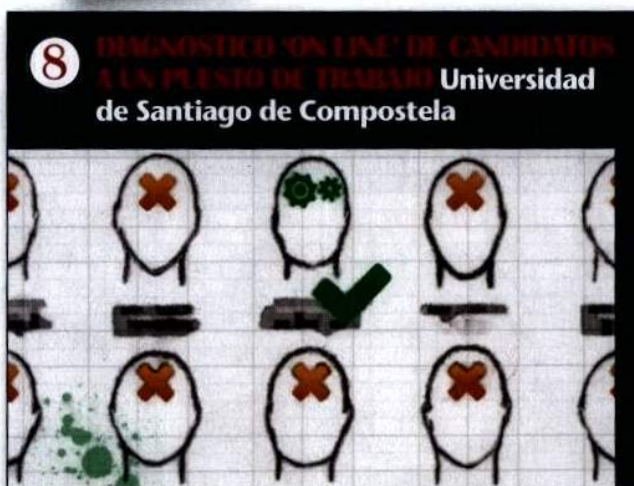 8 DIAGNOSTICO 'ON LINE' DE CANDIDATOS
A UN PUESTO DE TRABAJO Universidad
de Santiago de Compostela